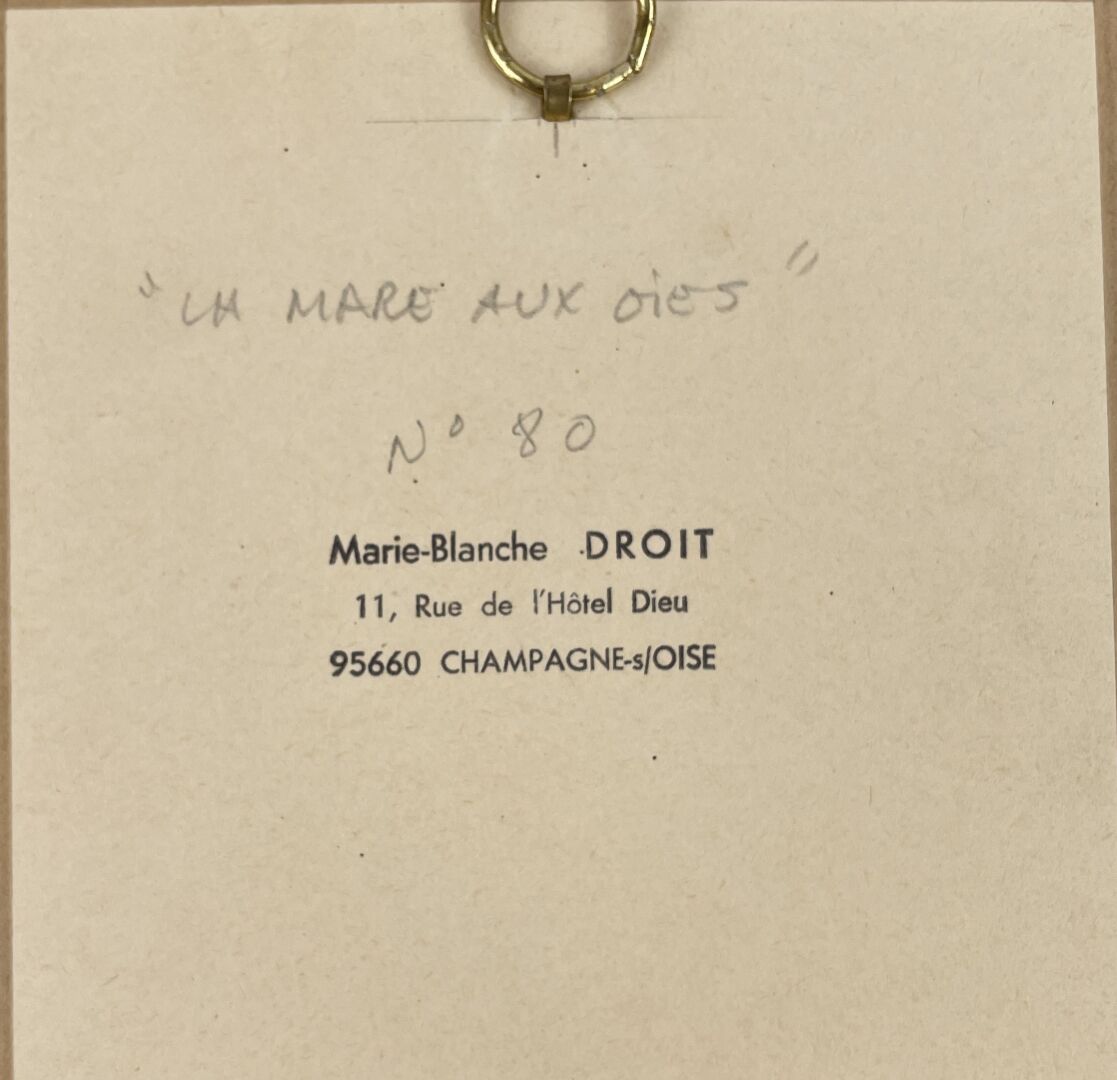 "LA MARE AUX OiES"
N° 80
Marie-Blanche DROIT
11, Rue de l'Hôtel Dieu
95660 CHAMPAGNE-s/OISE